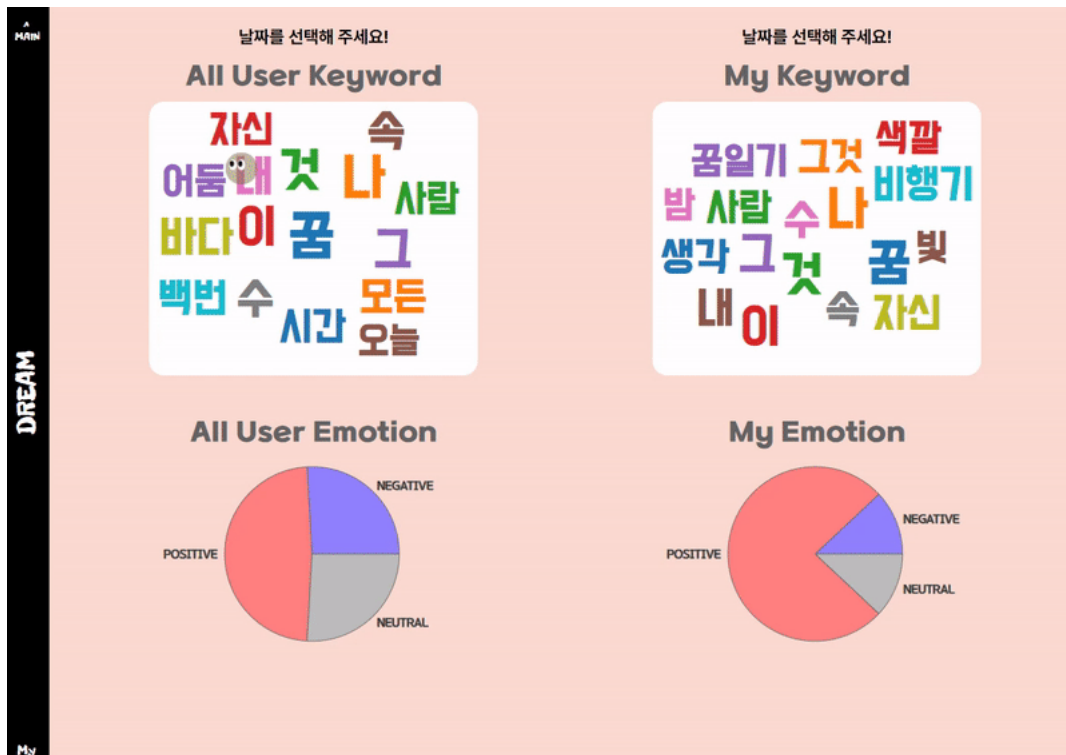 MAIN
DREAM
My
날짜를 선택해 주세요!
All User Keyword
자신
속
어둠
내
것
나
사람
바다
이
꿈
그
백번
수
시간
모든
오늘
All User Emotion
NEGATIVE
POSITIVE
NEUTRAL
날짜를 선택해 주세요!
My Keyword
색깔
꿈일기
그것
비행기
밤
사람
수
나
생각
그
것
꿈
빛
내
이
속
자신
My Emotion
NEGATIVE
POSITIVE
NEUTRAL